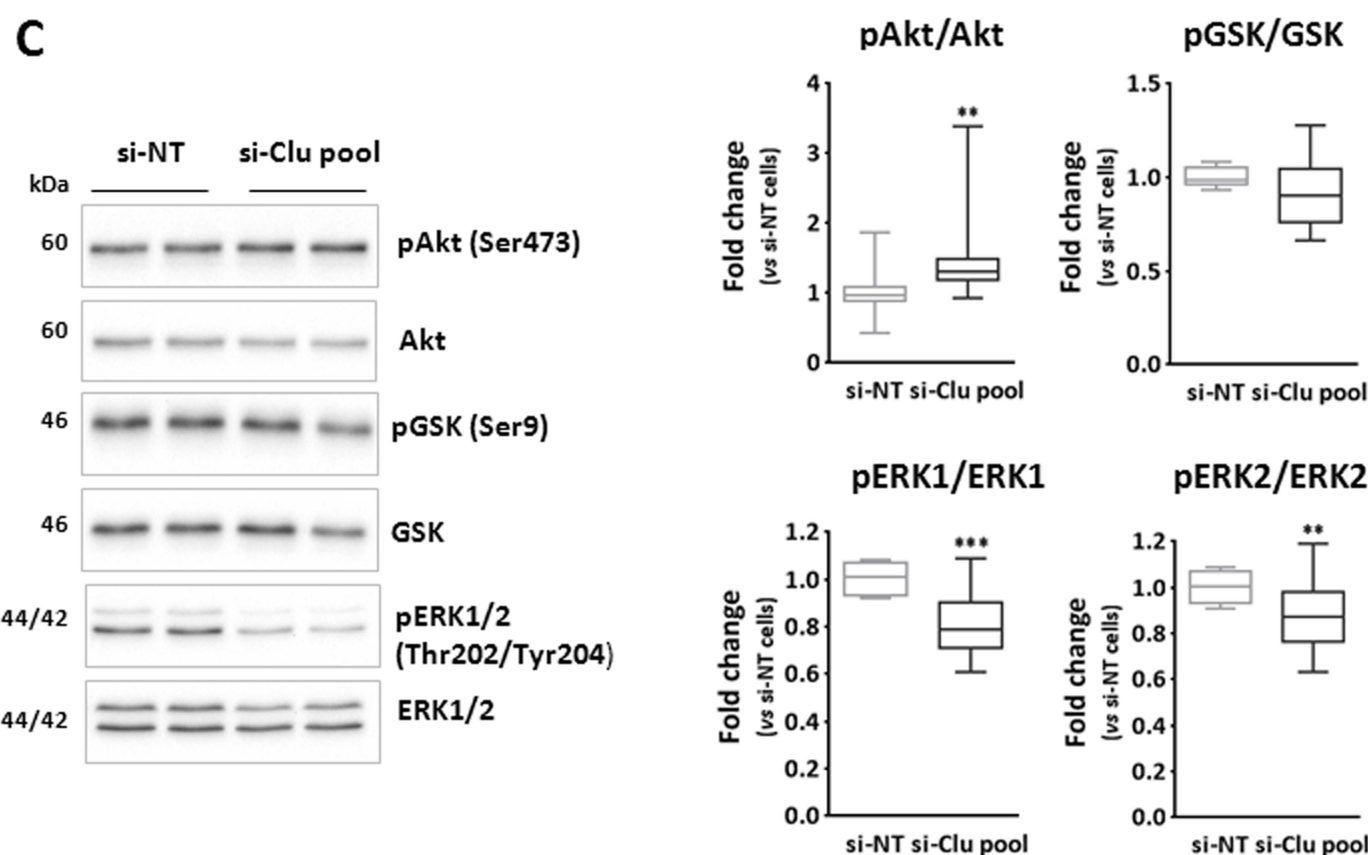 C
si-NT si-Clu pool
kDa
60 pAkt (Ser473)
60 Akt
46 pGSK (Ser9)
46 GSK
44/42 pERK1/2
(Thr202/Tyr204)
44/42 ERK1/2
pAkt/Akt
Fold change
(vs si-NT cells)
4
3
2
1
0
**
si-NT si-Clu pool
pGSK/GSK
Fold change
(vs si-NT cells)
1.5
1.0
0.5
0.0
si-NT si-Clu pool
pERK1/ERK1
Fold change
(vs si-NT cells)
1.2
1.0
0.8
0.6
0.4
0.2
0.0
***
si-NT si-Clu pool
pERK2/ERK2
Fold change
(vs si-NT cells)
1.2
1.0
0.8
0.6
0.4
0.2
0.0
**
si-NT si-Clu pool